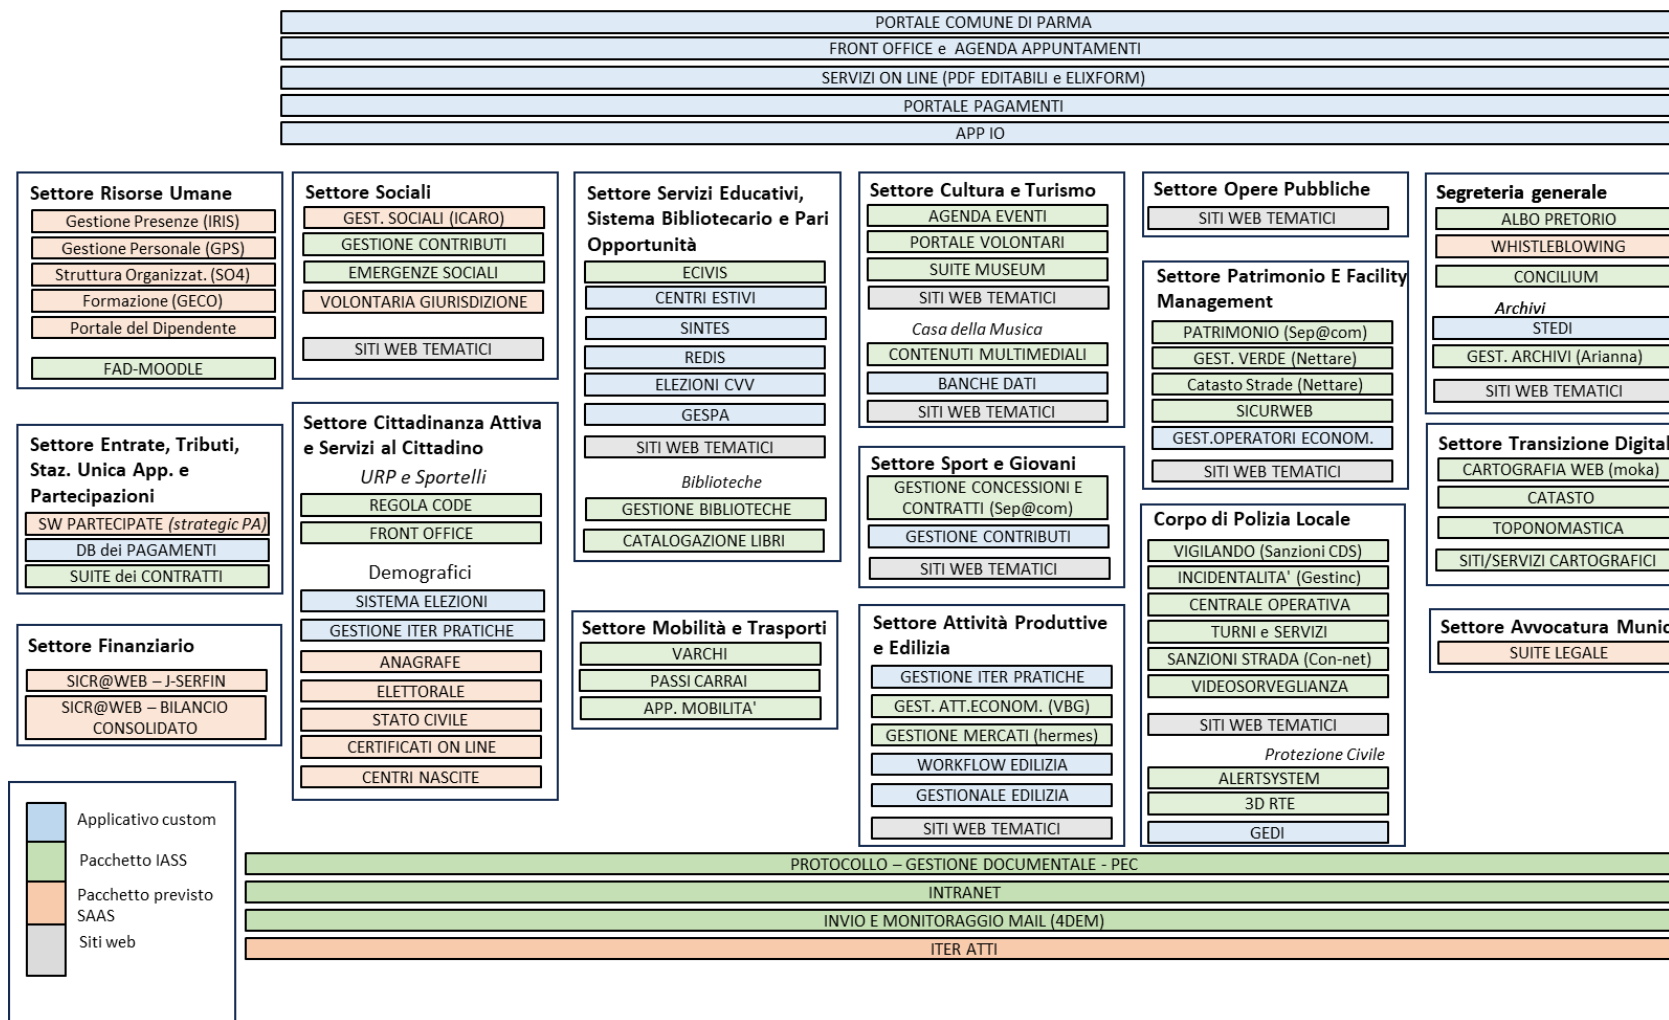 PORTALE COMUNE DI PARMA
FRONT OFFICE e AGENDA APPUNTAMENTI
SERVIZI ON LINE (PDF EDITABILI e ELIXFORM)
PORTALE PAGAMENTI
APP IO
Settore Risorse Umane
Gestione Presenze (IRIS)
Gestione Personale (GPS)
Struttura Organizzat. (SO4)
Formazione (GECO)
Portale del Dipendente
FAD-MOODLE
Settore Entrate, Tributi,
Staz. Unica App. e
Partecipazioni
SW PARTECIPATE (strategic PA)
DB dei PAGAMENTI
SUITE dei CONTRATTI
Settore Finanziario
SICR@WEB – J-SERFIN
SICR@WEB – BILANCIO
CONSOLIDATO
Settore Sociali
GEST. SOCIALI (ICARO)
GESTIONE CONTRIBUTI
EMERGENZE SOCIALI
VOLONTARIA GIURISDIZIONE
SITI WEB TEMATICI
Settore Cittadinanza Attiva
e Servizi al Cittadino
URP e Sportelli
REGOLA CODE
FRONT OFFICE
Demografici
SISTEMA ELEZIONI
GESTIONE ITER PRATICHE
ANAGRAFE
ELETTORALE
STATO CIVILE
CERTIFICATI ON LINE
CENTRI NASCITE
Settore Servizi Educativi,
Sistema Bibliotecario e Pari
Opportunità
ECIVIS
CENTRI ESTIVI
SINTES
REDIS
ELEZIONI CVV
GESPA
SITI WEB TEMATICI
Biblioteche
GESTIONE BIBLIOTECHE
CATALOGAZIONE LIBRI
Settore Mobilità e Trasporti
VARCHI
PASSI CARRAI
APP. MOBILITA'
Settore Cultura e Turismo
AGENDA EVENTI
PORTALE VOLONTARI
SUITE MUSEUM
SITI WEB TEMATICI
Casa della Musica
CONTENUTI MULTIMEDIALI
BANCHE DATI
SITI WEB TEMATICI
Settore Sport e Giovani
GESTIONE CONCESSIONI E
CONTRATTI (Sep@com)
GESTIONE CONTRIBUTI
SITI WEB TEMATICI
Settore Attività Produttive
e Edilizia
GESTIONE ITER PRATICHE
GEST. ATT.ECONOM. (VBG)
GESTIONE MERCATI (hermes)
WORKFLOW EDILIZIA
GESTIONALE EDILIZIA
SITI WEB TEMATICI
Settore Opere Pubbliche
SITI WEB TEMATICI
Settore Patrimonio E Facility
Management
PATRIMONIO (Sep@com)
GEST. VERDE (Nettare)
Catasto Strade (Nettare)
SICURWEB
GEST.OPERATORI ECONOM.
SITI WEB TEMATICI
Corpo di Polizia Locale
VIGILANDO (Sanzioni CDS)
INCIDENTALITA' (Gestinc)
CENTRALE OPERATIVA
TURNI e SERVIZI
SANZIONI STRADA (Con-net)
VIDEOSORVEGLIANZA
SITI WEB TEMATICI
Protezione Civile
ALERTSYSTEM
3D RTE
GEDI
Segreteria generale
ALBO PRETORIO
WHISTLEBLOWING
CONCILIUM
Archivi
STEDI
GEST. ARCHIVI (Arianna)
SITI WEB TEMATICI
Settore Transizione Digital
CARTOGRAFIA WEB (moka)
CATASTO
TOPONOMASTICA
SITI/SERVIZI CARTOGRAFICI
Settore Avvocatura Munic
SUITE LEGALE
Applicativo custom
Pacchetto IASS
Pacchetto previsto
SAAS
Siti web
PROTOCOLLO – GESTIONE DOCUMENTALE - PEC
INTRANET
INVIO E MONITORAGGIO MAIL (4DEM)
ITER ATTI